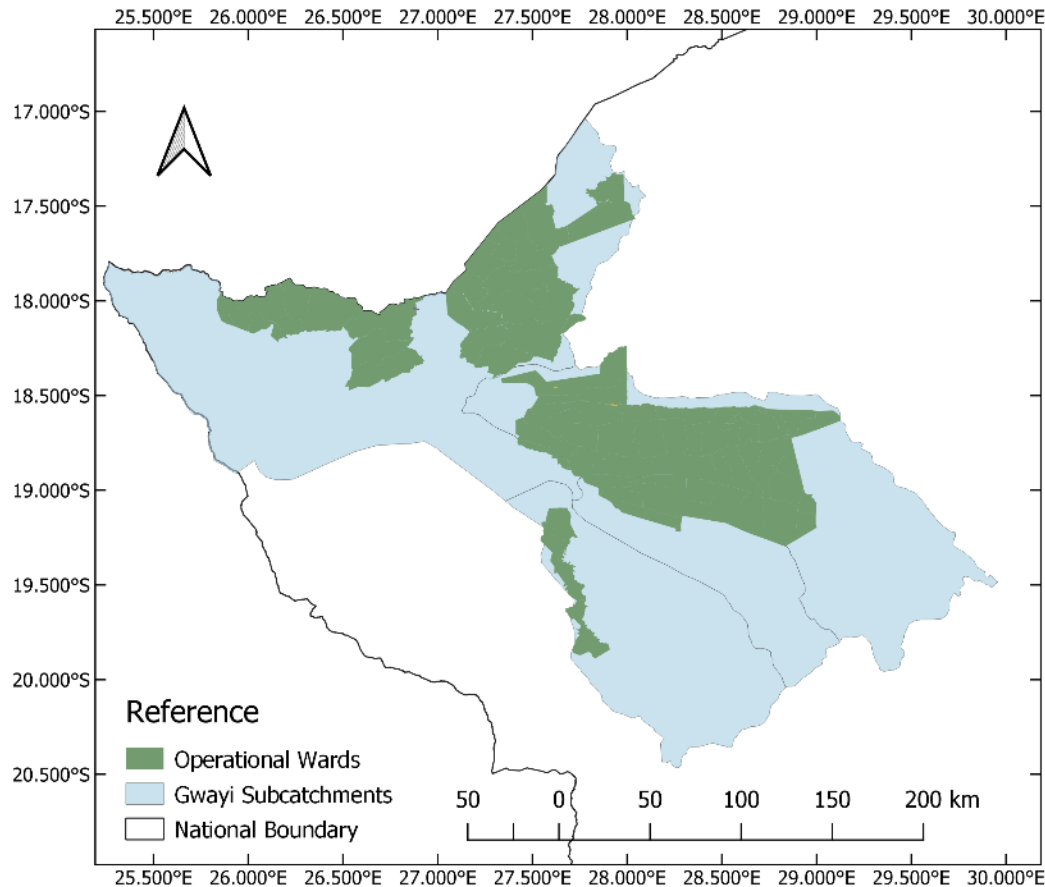 25.500°E 26.000°E 26.500°E 27.000°E 27.500°E 28.000°E 28.500°E 29.000°E 29.500°E 30.000°E
17.000°S
17.500°S
18.000°S
18.500°S
19.000°S
19.500°S
20.000°S
20.500°S
Reference
Operational Wards
Gwayi Subcatchments
National Boundary
50 0 50 100 150 200 km
25.500°E 26.000°E 26.500°E 27.000°E 27.500°E 28.000°E 28.500°E 29.000°E 29.500°E 30.000°E